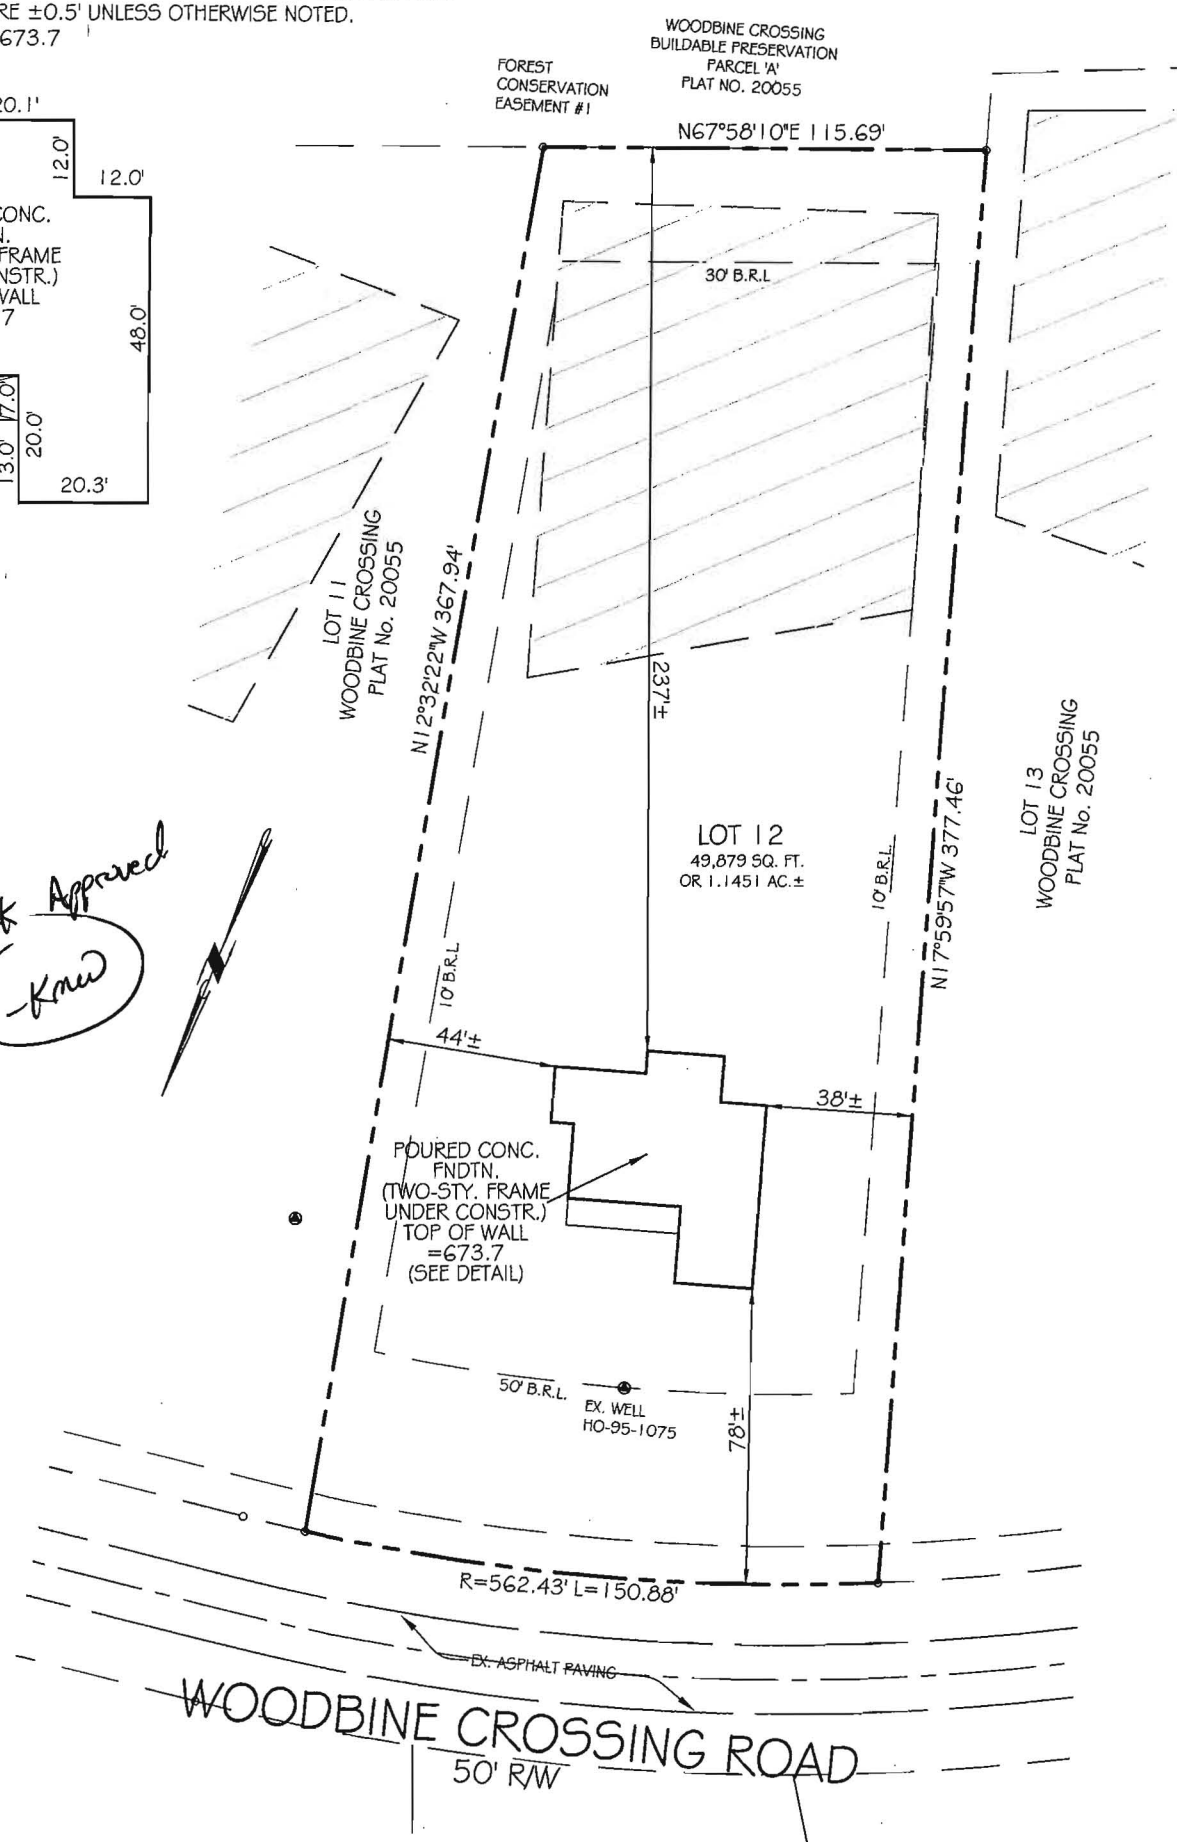 RE ±0.5' UNLESS OTHERWISE NOTED.
673.7
20.1'
12.0'
12.0'
CONC.
N.
FRAME
NSTR.)
WALL
7
48.0'
7.0'
13.0'
20.0'
20.3'
FOREST
CONSERVATION
EASEMENT #1
WOODBINE CROSSING
BUILDABLE PRESERVATION
PARCEL 'A'
PLAT NO. 20055
N67°58'10"E 115.69'
30' B.R.L
LOT 11
WOODBINE CROSSING
PLAT No. 20055
N12°32'22"W 367.94'
237'±
LOT 12
49,879 SQ. FT.
OR 1.1451 AC.±
10' B.R.L.
N17°59'57"W 377.46'
LOT 13
WOODBINE CROSSING
PLAT No. 20055
Approved
10' B.R.L.
44'±
38'±
POURED CONC.
FNDTN.
(TWO-STY. FRAME
UNDER CONSTR.)
TOP OF WALL
=673.7
(SEE DETAIL)
50' B.R.L.
EX. WELL
HO-95-1075
78'±
R=562.43' L=150.88'
EX. ASPHALT PAVING
WOODBINE CROSSING ROAD
50' R/W